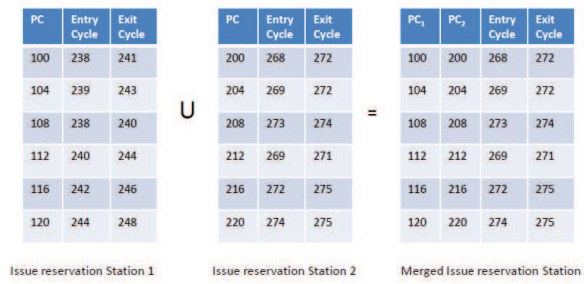 PC Entry Cycle Exit Cycle
100 238 241
104 239 243
108 238 240
112 240 244
116 242 246
120 244 248
Issue reservation Station 1
U
PC Entry Cycle Exit Cycle
200 268 272
204 269 272
208 273 274
212 269 271
216 272 275
220 274 275
Issue reservation Station 2
=
PC₁ PC₂ Entry Cycle Exit Cycle
100 200 268 272
104 204 269 272
108 208 273 274
112 212 269 271
116 216 272 275
120 220 274 275
Merged Issue reservation Station